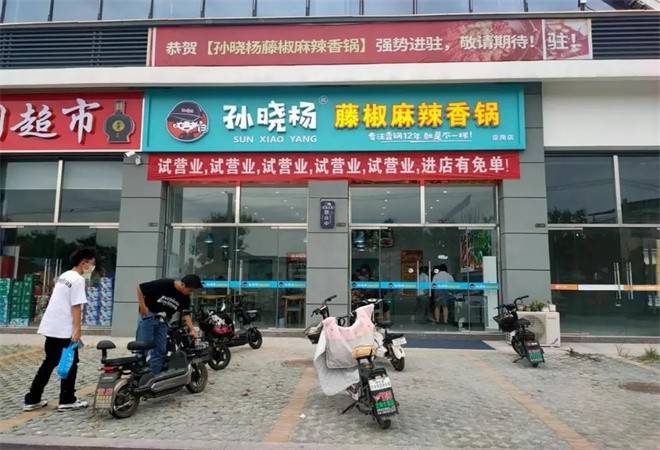 恭贺【孙晓杨藤椒麻辣香锅】强势进驻，敬请期待！驻！
超市
孙晓杨®
SUN XIAO YANG
藤椒麻辣香锅
专注香锅12年 就是不一样！
试营业,试营业,试营业,试营业,试营业,进店有免单!